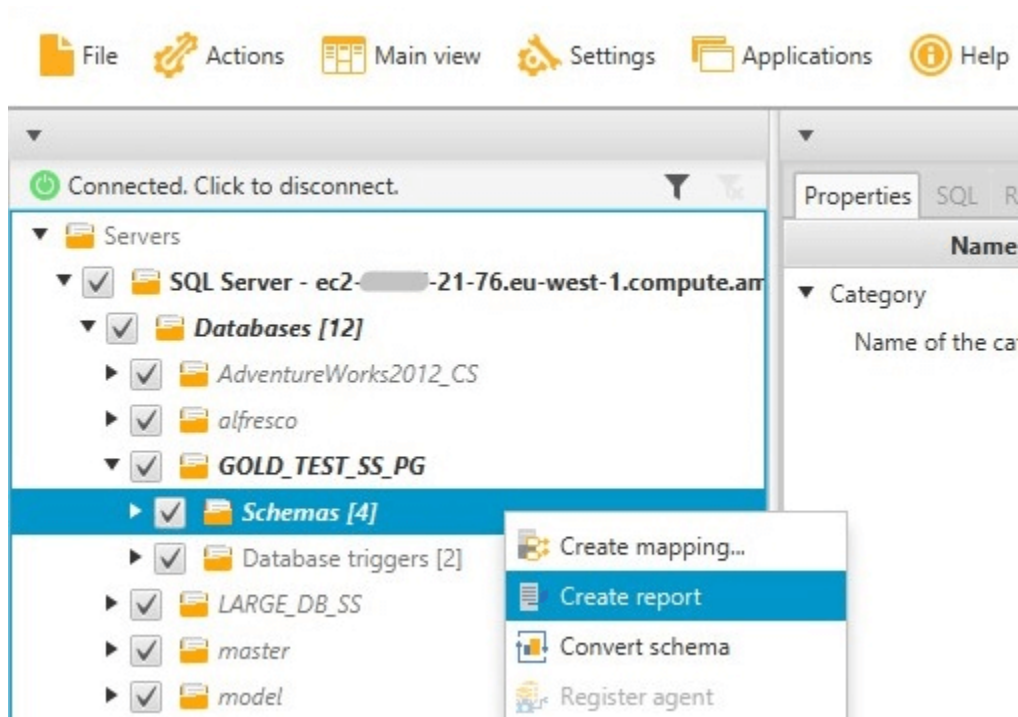 File Actions Main view Settings Applications Help
Connected. Click to disconnect.
Servers
SQL Server - ec2- -21-76.eu-west-1.compute.am
Databases [12]
AdventureWorks2012_CS
alfresco
GOLD_TEST_SS_PG
Schemas [4]
Database triggers [2]
LARGE_DB_SS
master
model
Create mapping...
Create report
Convert schema
Register agent
Properties SQL R
Name
Category
Name of the ca